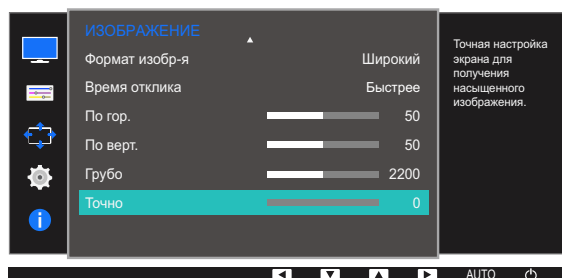 ИЗОБРАЖЕНИЕ
Формат изобр-я Широкий
Время отклика Быстрее
По гор. 50
По верт. 50
Грубо 2200
Точно 0
Точная настройка
экрана для
получения
насыщенного
изображения.
AUTO